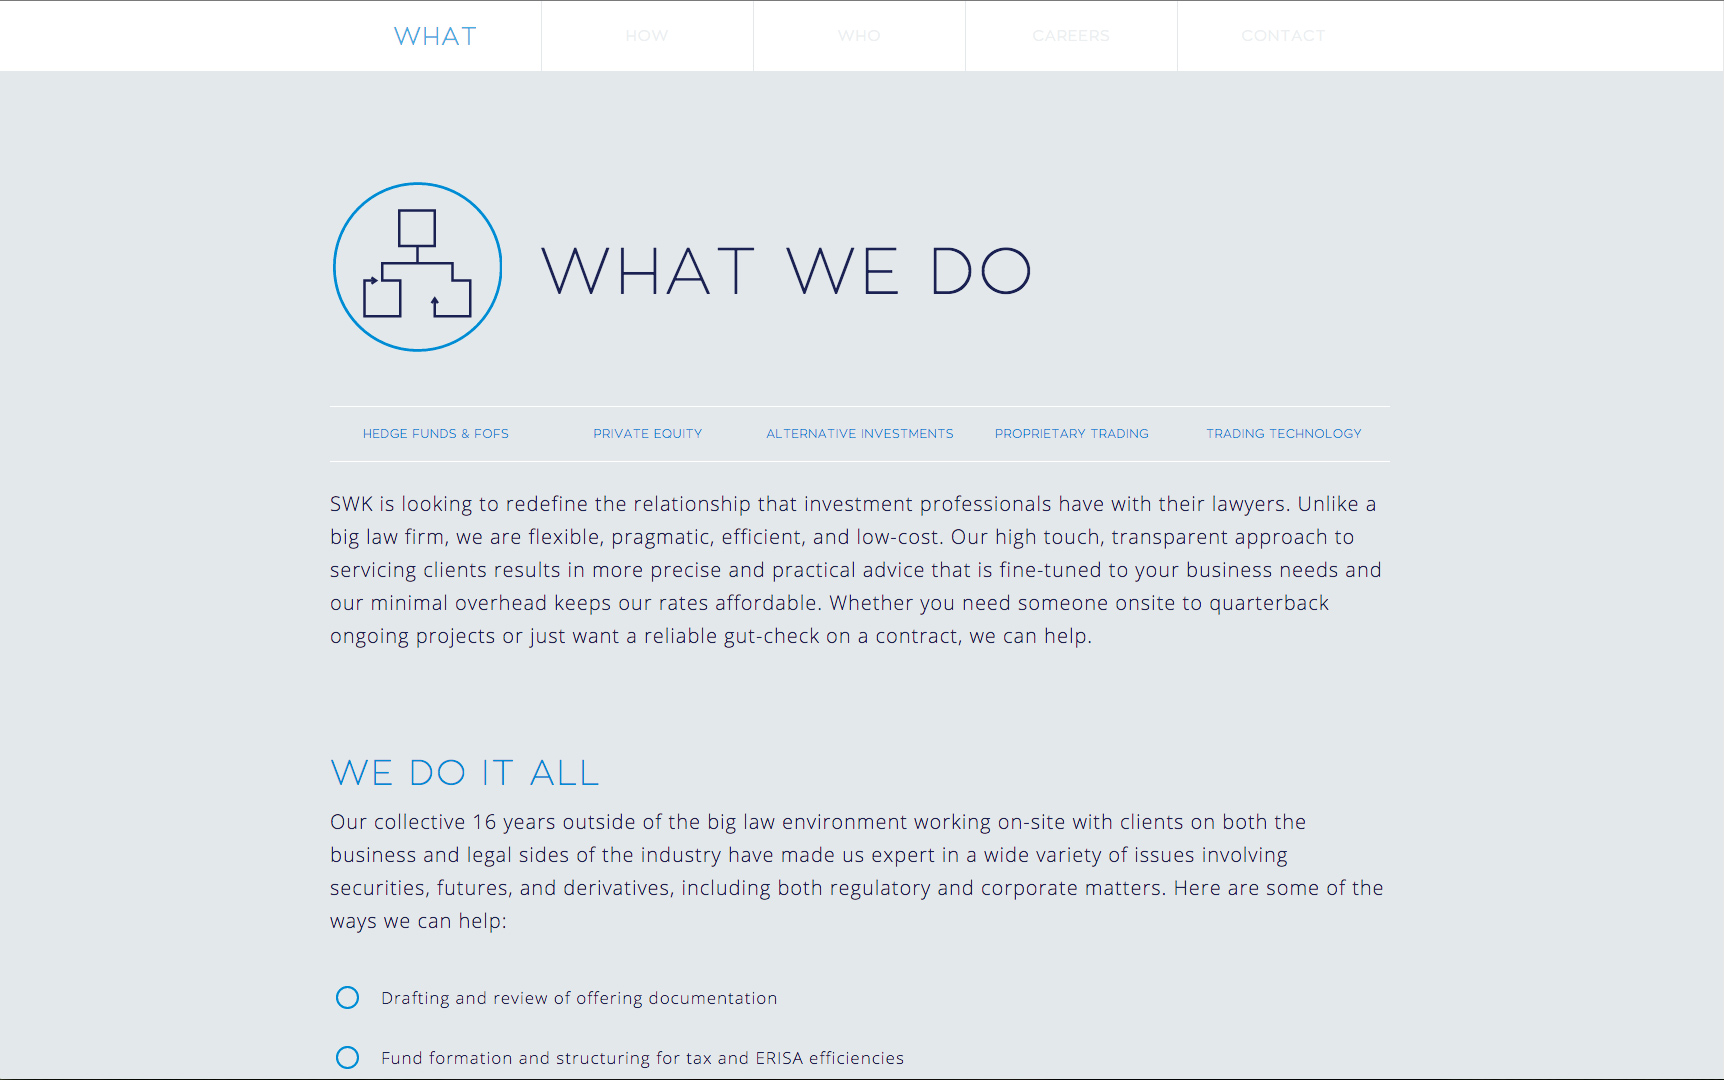 WHAT
HOW
WHO
CAREERS
CONTACT
WHAT WE DO
HEDGE FUNDS & FOFS
PRIVATE EQUITY
ALTERNATIVE INVESTMENTS
PROPRIETARY TRADING
TRADING TECHNOLOGY
SWK is looking to redefine the relationship that investment professionals have with their lawyers. Unlike a
big law firm, we are flexible, pragmatic, efficient, and low-cost. Our high touch, transparent approach to
servicing clients results in more precise and practical advice that is fine-tuned to your business needs and
our minimal overhead keeps our rates affordable. Whether you need someone onsite to quarterback
ongoing projects or just want a reliable gut-check on a contract, we can help.
WE DO IT ALL
Our collective 16 years outside of the big law environment working on-site with clients on both the
business and legal sides of the industry have made us expert in a wide variety of issues involving
securities, futures, and derivatives, including both regulatory and corporate matters. Here are some of the
ways we can help:
Drafting and review of offering documentation
Fund formation and structuring for tax and ERISA efficiencies